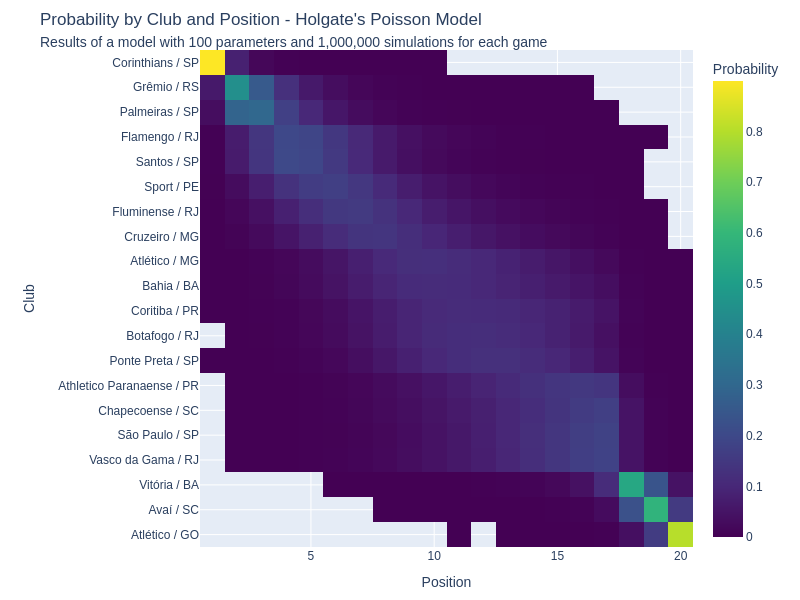 Probability by Club and Position - Holgate's Poisson Model
Results of a model with 100 parameters and 1,000,000 simulations for each game
Probability
Corinthians / SP
Grêmio / RS
Palmeiras / SP
Flamengo / RJ
Santos / SP
Sport / PE
Fluminense / RJ
Cruzeiro / MG
Atlético / MG
Bahia / BA
Coritiba / PR
Botafogo / RJ
Ponte Preta / SP
Athletico Paranaense / PR
Chapecoense / SC
São Paulo / SP
Vasco da Gama / RJ
Vitória / BA
Avaí / SC
Atlético / GO
Club
5
10
15
20
Position
0.8
0.7
0.6
0.5
0.4
0.3
0.2
0.1
0